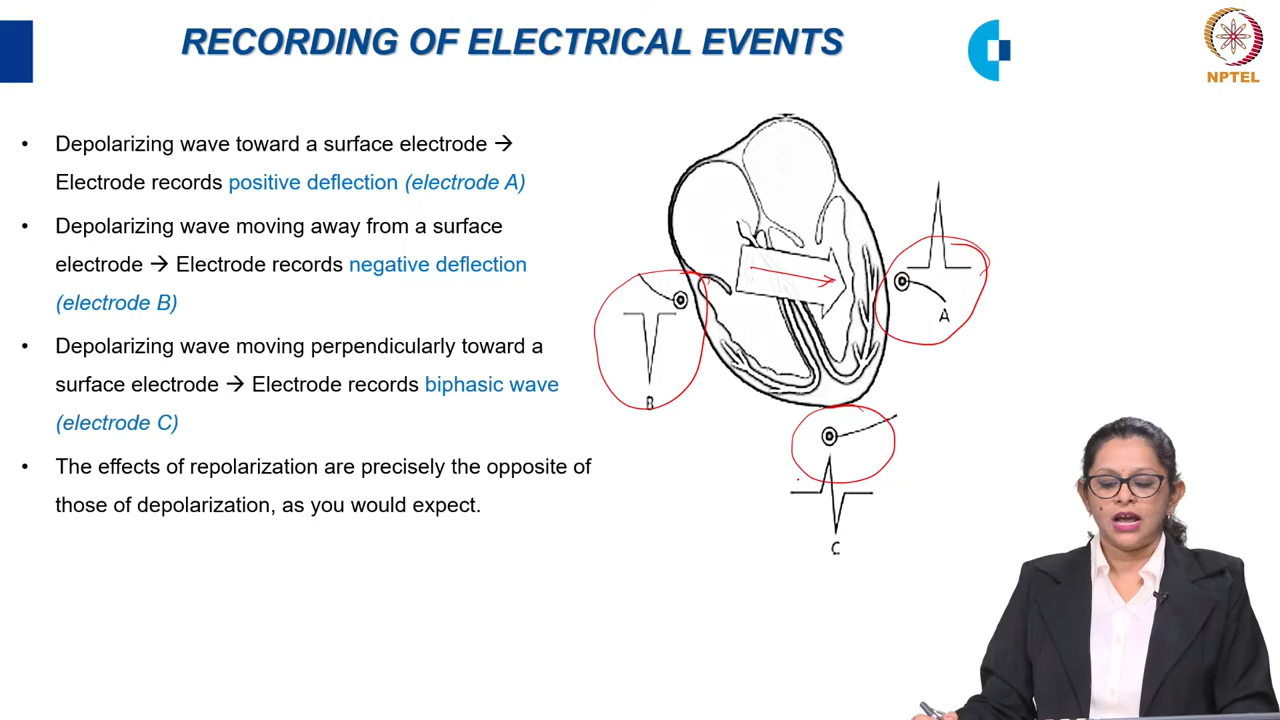 RECORDING OF ELECTRICAL EVENTS
NPTEL
• Depolarizing wave toward a surface electrode →
Electrode records positive deflection (electrode A)
• Depolarizing wave moving away from a surface
electrode → Electrode records negative deflection
(electrode B)
• Depolarizing wave moving perpendicularly toward a
surface electrode → Electrode records biphasic wave
(electrode C)
• The effects of repolarization are precisely the opposite of
those of depolarization, as you would expect.
A
B
C